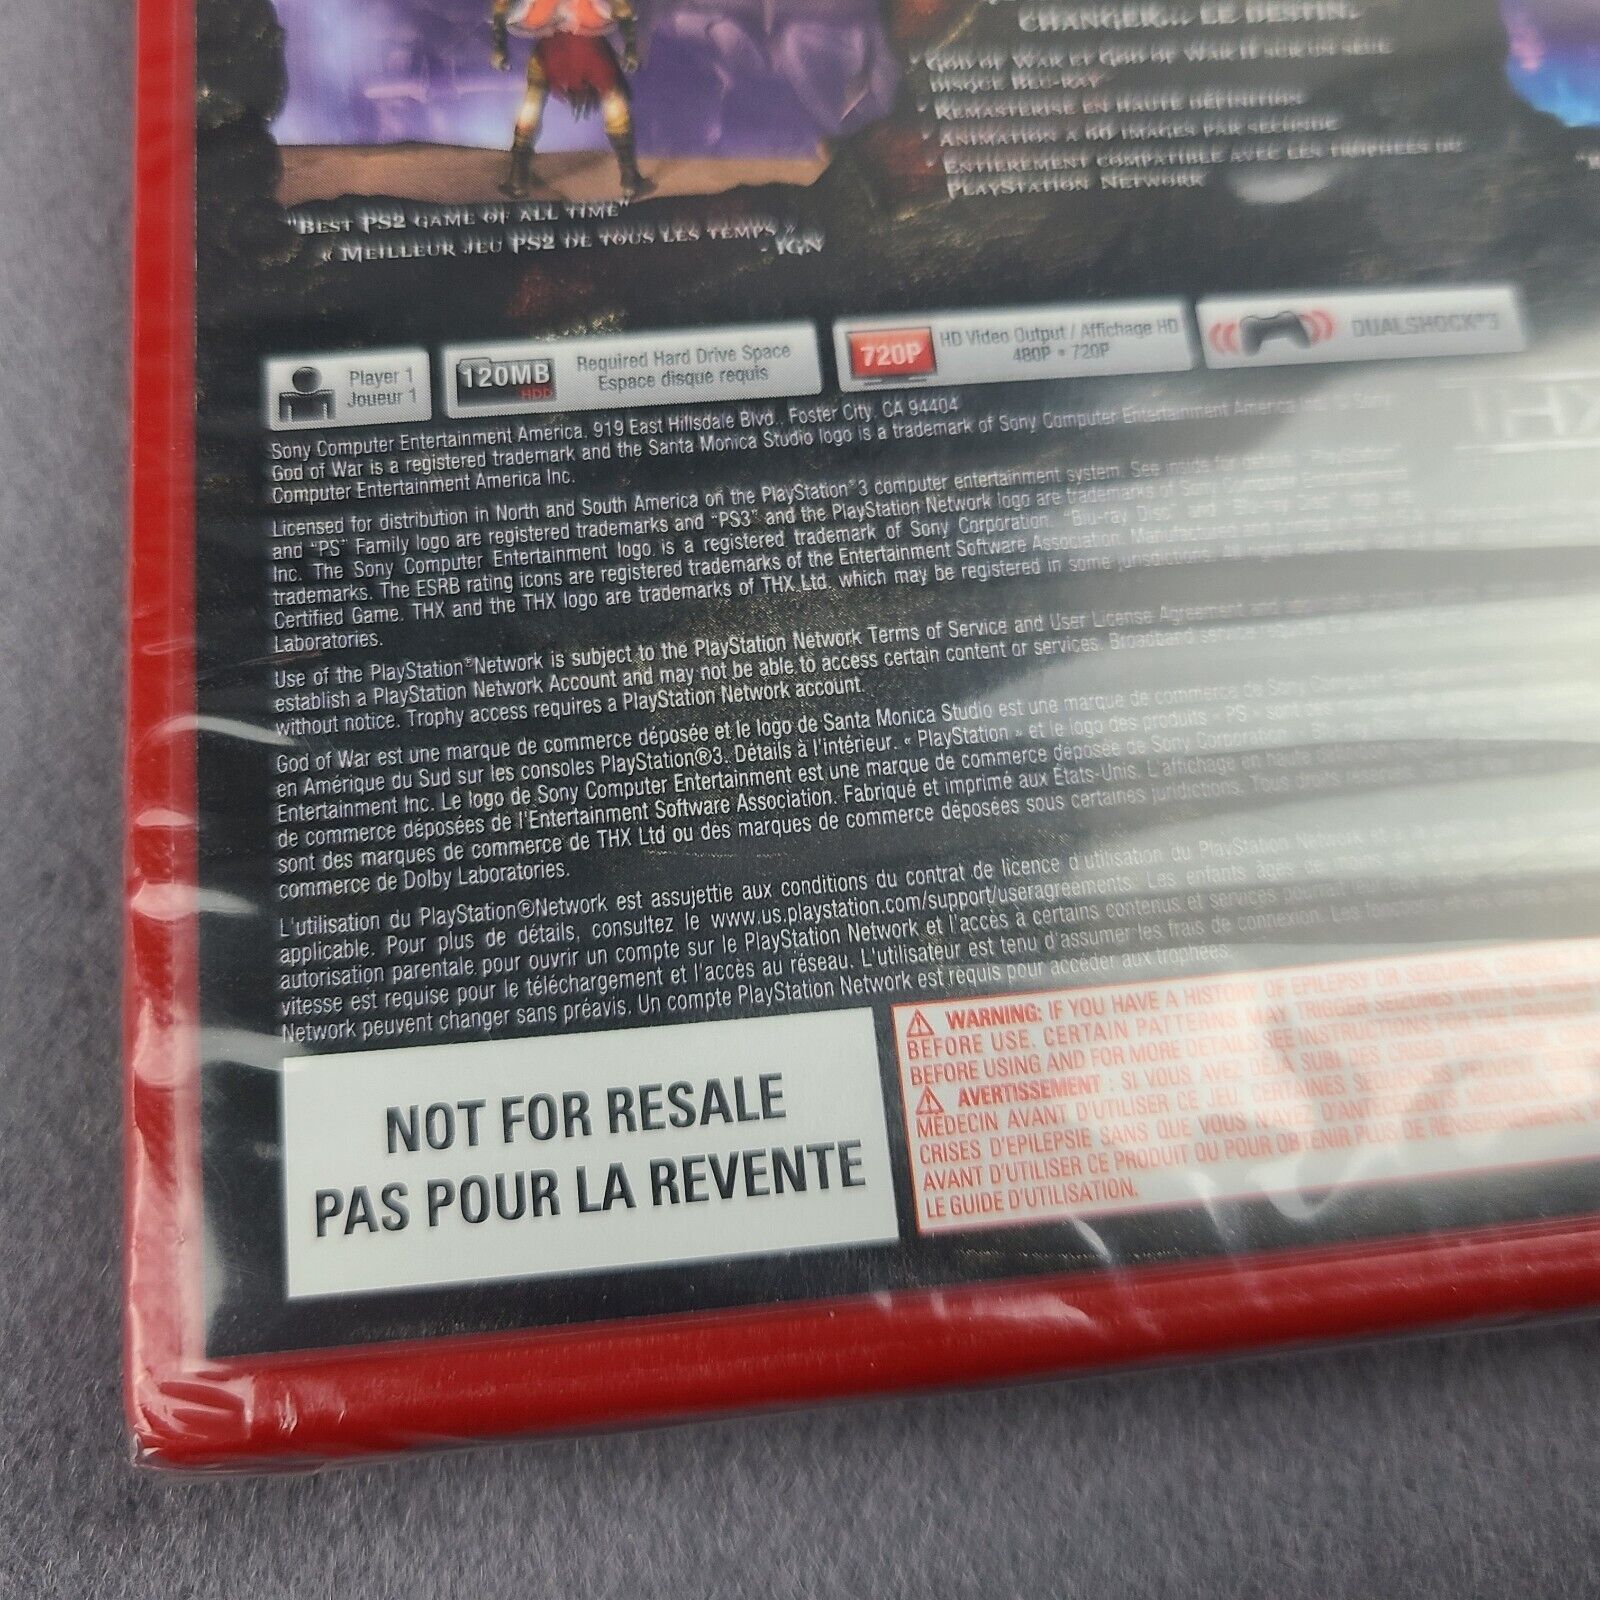 CHANGER... LE DESTIN.
• GOD OF WAR ET GOD OF WAR II SUR UN SEUL
DISQUE BLU-RAY
• REMASTERISÉ EN HAUTE DÉFINITION
• ANIMATION A 60 IMAGES PAR SECONDE
• ENTIEREMENT COMPATIBLE AVEC LES TROPHÉES DU
PLAYSTATION NETWORK
"BEST PS2 GAME OF ALL TIME"
« MEILLEUR JEU PS2 DE TOUS LES TEMPS »
- IGN
Player 1
Joueur 1
120MB
HDD
Required Hard Drive Space
Espace disque requis
720P
HD Video Output / Affichage HD
480P • 720P
DUALSHOCK®3
THX
Sony Computer Entertainment America, 919 East Hillsdale Blvd., Foster City, CA 94404
God of War is a registered trademark and the Santa Monica Studio logo is a trademark of Sony Computer Entertainment America
Computer Entertainment America Inc.
Licensed for distribution in North and South America on the PlayStation®3 computer entertainment system. See inside for
and "PS" Family logo are registered trademarks and "PS3" and the PlayStation Network logo are trademarks of Sony Computer Entertainment
Inc. The Sony Computer Entertainment logo is a registered trademark of Sony Corporation. "Blu-ray Disc" and
trademarks. The ESRB rating icons are registered trademarks of the Entertainment Software Association. Manufactured
Certified Game. THX and the THX logo are trademarks of THX Ltd. which may be registered in some jurisdictions. All rights
Laboratories.
Use of the PlayStation®Network is subject to the PlayStation Network Terms of Service and User License Agreement and
establish a PlayStation Network Account and may not be able to access certain content or services. Broadband
without notice. Trophy access requires a PlayStation Network account.
God of War est une marque de commerce déposée et le logo de Santa Monica Studio est une marque de commerce de Sony Computer
en Amérique du Sud sur les consoles PlayStation®3. Détails à l'intérieur. « PlayStation » et le logo des produits « PS » sont des
Entertainment Inc. Le logo de Sony Computer Entertainment est une marque de commerce déposée de Sony Corporation.
de commerce déposées de l'Entertainment Software Association. Fabriqué et imprimé aux États-Unis. L'affichage en haute
sont des marques de commerce de THX Ltd ou des marques de commerce déposées sous certaines juridictions. Tous droits
commerce de Dolby Laboratories.
L'utilisation du PlayStation®Network est assujettie aux conditions du contrat de licence d'utilisation du PlayStation
applicable. Pour plus de détails, consultez le www.us.playstation.com/support/useragreements. Les enfants âgés de moins
autorisation parentale pour ouvrir un compte sur le PlayStation Network et l'accès à certains contenus et services
vitesse est requise pour le téléchargement et l'accès au réseau. L'utilisateur est tenu d'assumer les frais de connexion. Les
Network peuvent changer sans préavis. Un compte PlayStation Network est requis pour accéder aux trophées.
NOT FOR RESALE
PAS POUR LA REVENTE
WARNING: IF YOU HAVE A HISTORY OF EPILEPSY OR SEIZURES, CONSULT
BEFORE USE. CERTAIN PATTERNS MAY TRIGGER SEIZURES WITH NO PRIOR
BEFORE USING AND FOR MORE DETAILS SEE INSTRUCTIONS FOR THE PRODUCT
AVERTISSEMENT : SI VOUS AVEZ DÉJÀ SUBI DES CRISES D'ÉPILEPSIE,
MÉDECIN AVANT D'UTILISER CE JEU. CERTAINES SÉQUENCES PEUVENT
CRISES D'ÉPILEPSIE SANS QUE VOUS N'AYEZ D'ANTÉCÉDENTS MÉDICAUX
AVANT D'UTILISER CE PRODUIT OU POUR OBTENIR PLUS DE RENSEIGNEMENTS,
LE GUIDE D'UTILISATION.